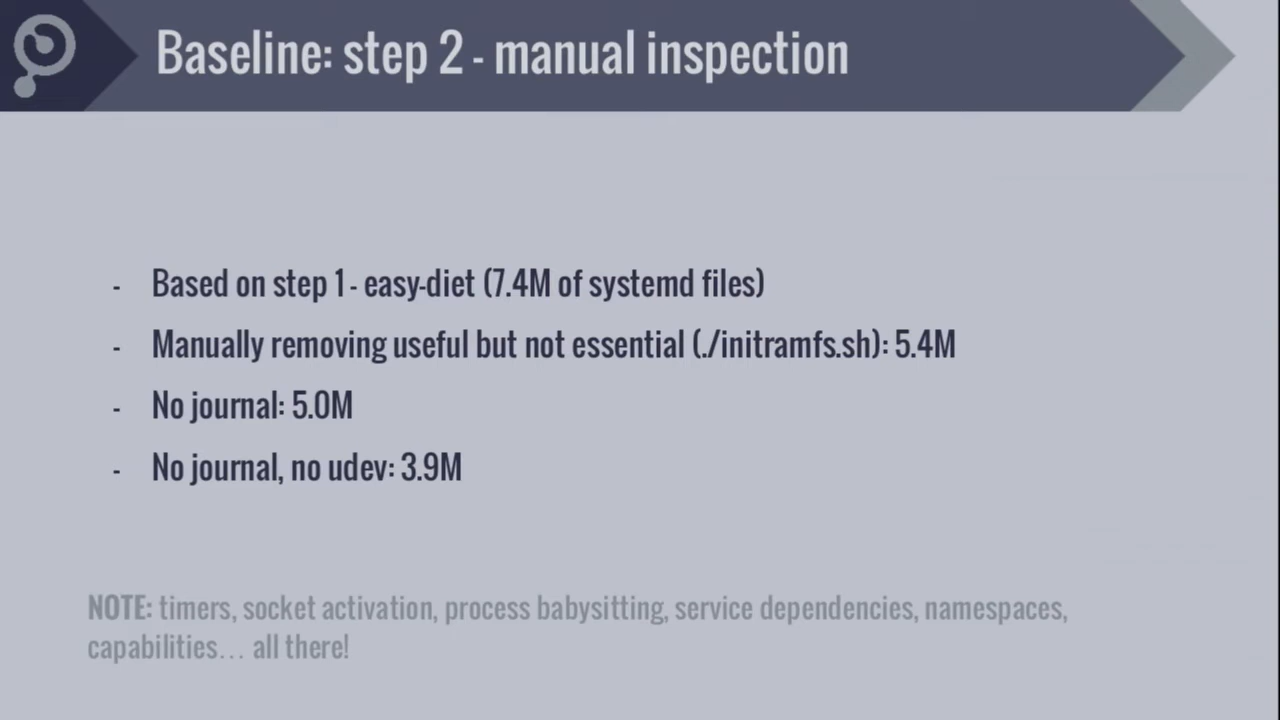 Baseline: step 2 - manual inspection
- Based on step 1 - easy-diet (7.4M of systemd files)
- Manually removing useful but not essential (./initramfs.sh): 5.4M
- No journal: 5.0M
- No journal, no udev: 3.9M
NOTE: timers, socket activation, process babysitting, service dependencies, namespaces,
capabilities... all there!